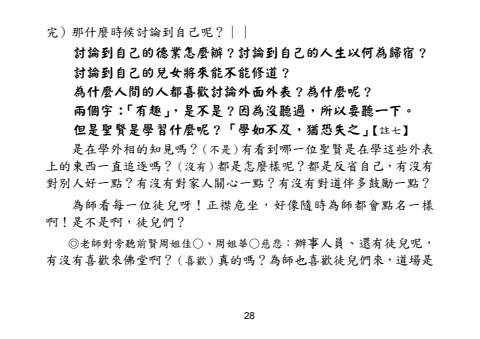 完）那什麼時候討論到自己呢？││
討論到自己的德業怎麼辦？討論到自己的人生以何為歸宿？
討論到自己的兒女將來能不能修道？
為什麼人間的人都喜歡討論外面外表？為什麼呢？
兩個字：「有趣」，是不是？因為沒聽過，所以要聽一下。
但是聖賢是學習什麼呢？「學如不及，猶恐失之」【註七】
是在學外相的知見嗎？（不是）有看到哪一位聖賢是在學這些外表
上的東西一直追逐嗎？（沒有）都是怎麼樣呢？都是反省自己，有沒有
對別人好一點？有沒有對家人關心一點？有沒有對道伴多鼓勵一點？
為師看每一位徒兒呀！正襟危坐，好像隨時為師都會點名一樣
啊！是不是啊，徒兒們？
◎老師對旁聽前賢周姐佳○、周姐華○慈悲：辦事人員、還有徒兒呢，
有沒有喜歡來佛堂啊？（喜歡）真的嗎？為師也喜歡徒兒們來，道場是
28